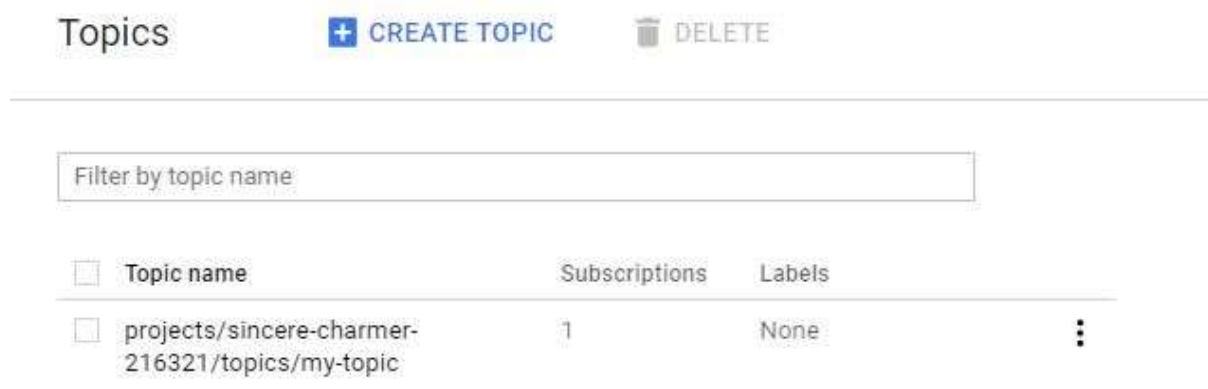 Topics CREATE TOPIC DELETE
Filter by topic name
Topic name Subscriptions Labels
projects/sincere-charmer- 1 None
216321/topics/my-topic